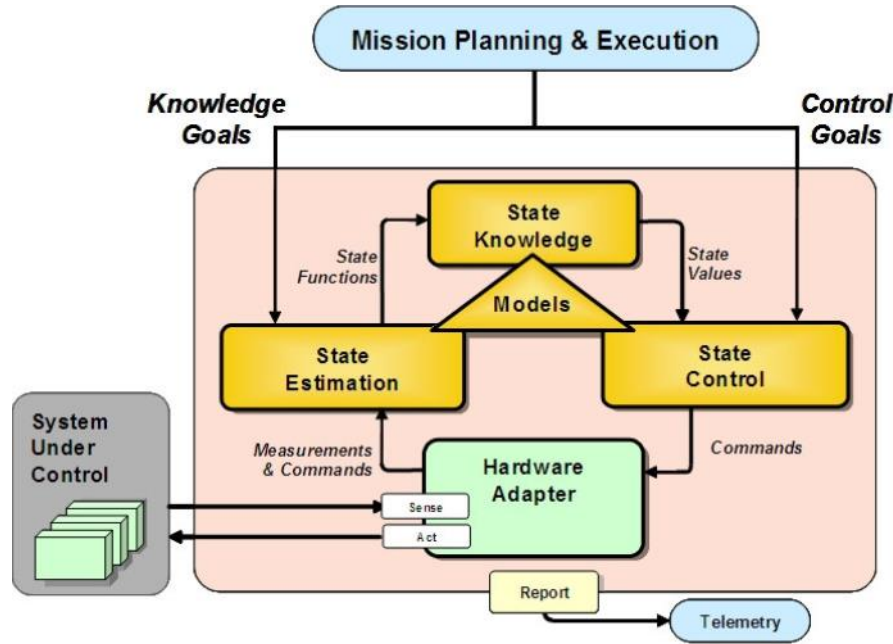 Mission Planning & Execution
Knowledge
Goals
Control
Goals
State
Knowledge
State
Functions
State
Values
Models
State
Estimation
State
Control
System
Under
Control
Measurements
& Commands
Hardware
Adapter
Commands
Sense
Act
Report
Telemetry